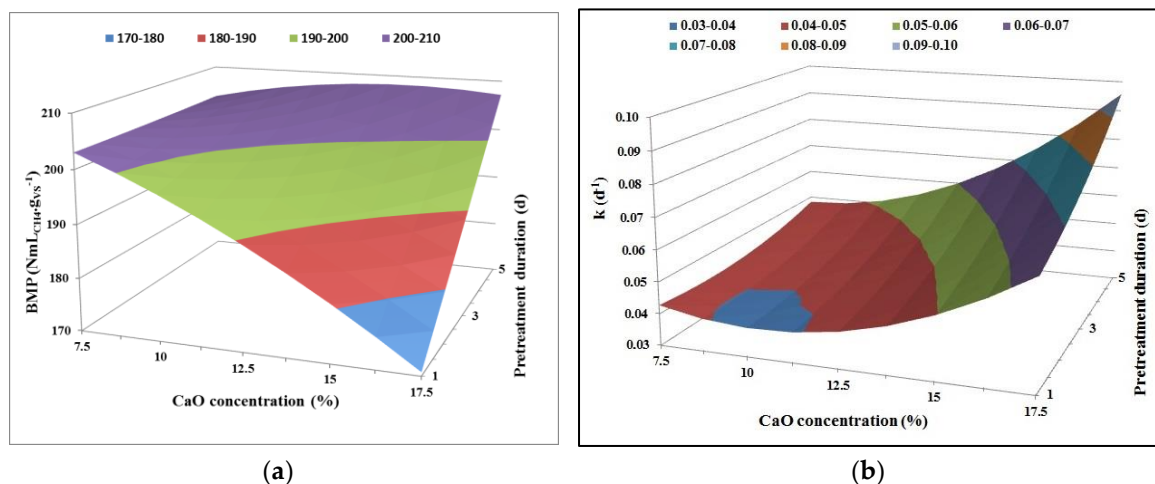 170-180 180-190 190-200 200-210
210
200
190
180
170
BMP (NmL_CH4·g_VS⁻¹)
7.5
10
12.5
15
17.5
CaO concentration (%)
1
3
5
Pretreatment duration (d)
(a)
0.03-0.04 0.04-0.05 0.05-0.06 0.06-0.07
0.07-0.08 0.08-0.09 0.09-0.10
0.10
0.09
0.08
0.07
0.06
0.05
0.04
0.03
k (d⁻¹)
7.5
10
12.5
15
17.5
CaO concentration (%)
1
3
5
Pretreatment duration (d)
(b)